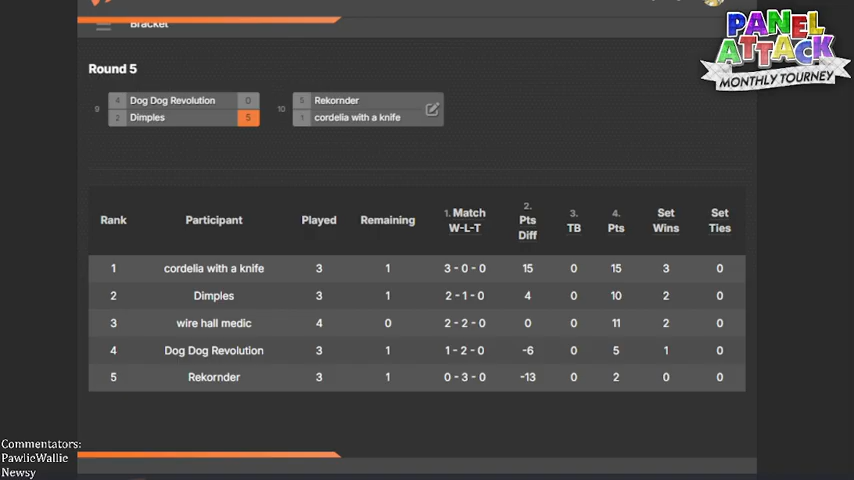 Bracket
PANEL
ATTACK
MONTHLY TOURNEY
Round 5
9
4 Dog Dog Revolution 0
2 Dimples 5
10
5 Rekornder
1 cordelia with a knife
Rank Participant Played Remaining 1. Match W-L-T 2. Pts Diff 3. TB 4. Pts Set Wins Set Ties
1 cordelia with a knife 3 1 3 - 0 - 0 15 0 15 3 0
2 Dimples 3 1 2 - 1 - 0 4 0 10 2 0
3 wire hall medic 4 0 2 - 2 - 0 0 0 11 2 0
4 Dog Dog Revolution 3 1 1 - 2 - 0 -6 0 5 1 0
5 Rekornder 3 1 0 - 3 - 0 -13 0 2 0 0
Commentators:
PawlieWallie
Newsy